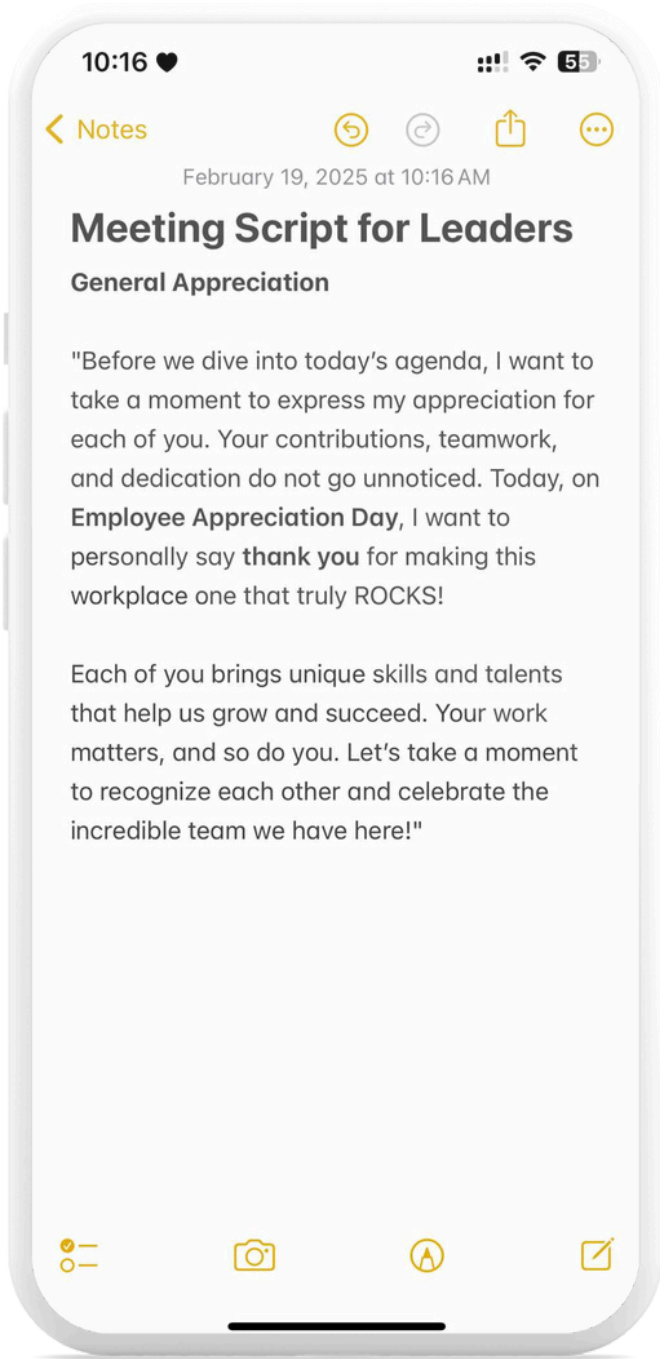 10:16
55
Notes
February 19, 2025 at 10:16 AM
Meeting Script for Leaders
General Appreciation
"Before we dive into today’s agenda, I want to
take a moment to express my appreciation for
each of you. Your contributions, teamwork,
and dedication do not go unnoticed. Today, on
Employee Appreciation Day, I want to
personally say thank you for making this
workplace one that truly ROCKS!
Each of you brings unique skills and talents
that help us grow and succeed. Your work
matters, and so do you. Let’s take a moment
to recognize each other and celebrate the
incredible team we have here!"